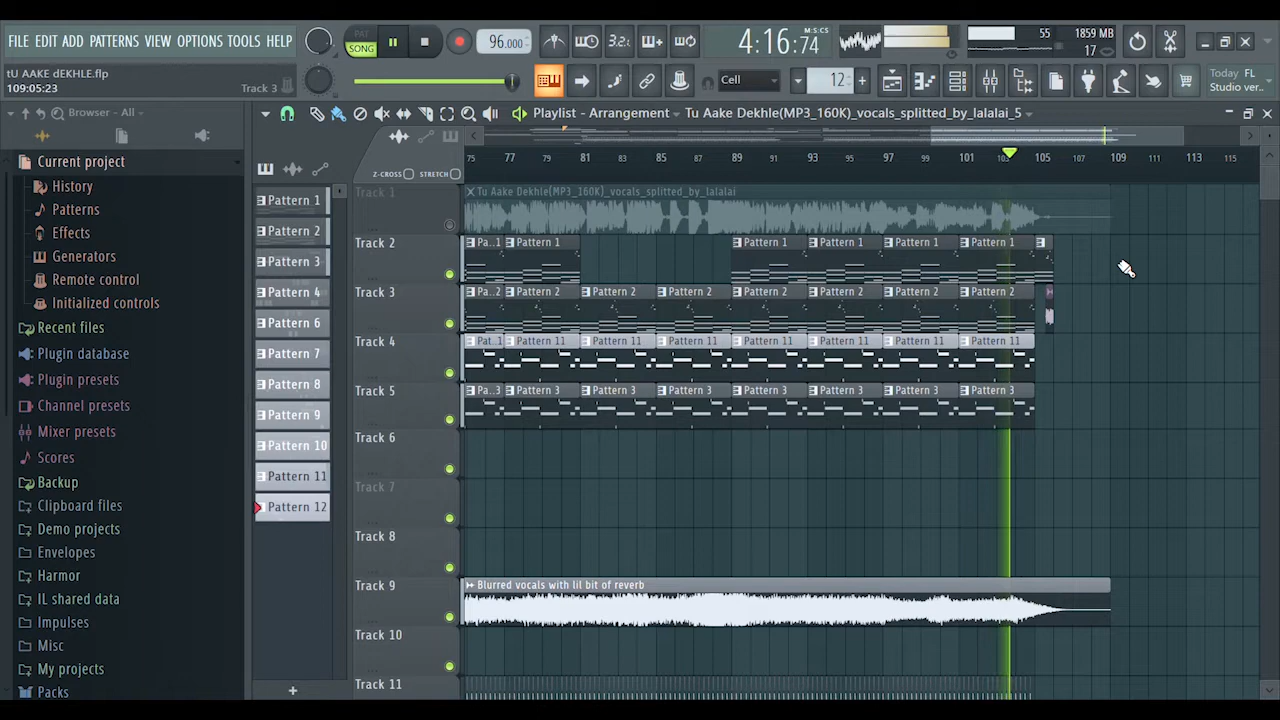 FILE EDIT ADD PATTERNS VIEW OPTIONS TOOLS HELP
PAT
SONG
96.000
3.2
4:16:74
M:S:CS
55
1859 MB
17
tU AAKE dEKHLE.flp
109:05:23
Track 3
Cell
12
Today FL
Studio ver..
Browser - All
Playlist - Arrangement
Tu Aake Dekhle(MP3_160K)_vocals_splitted_by_lalalai_5
Current project
History
Patterns
Effects
Generators
Remote control
Initialized controls
Recent files
Plugin database
Plugin presets
Channel presets
Mixer presets
Scores
Backup
Clipboard files
Demo projects
Envelopes
Harmor
IL shared data
Impulses
Misc
My projects
Packs
Pattern 1
Pattern 2
Pattern 3
Pattern 4
Pattern 6
Pattern 7
Pattern 8
Pattern 9
Pattern 10
Pattern 11
Pattern 12
Z-CROSS
STRETCH
75 77 79 81 83 85 87 89 91 93 95 97 99 101 103 105 107 109 111 113 115
Track 1
Tu Aake Dekhle(MP3_160K)_vocals_splitted_by_lalalai
Track 2
Pa..1 Pattern 1 Pattern 1 Pattern 1 Pattern 1 Pattern 1
Track 3
Pa..2 Pattern 2 Pattern 2 Pattern 2 Pattern 2 Pattern 2 Pattern 2 Pattern 2
Track 4
Pat..1 Pattern 11 Pattern 11 Pattern 11 Pattern 11 Pattern 11 Pattern 11 Pattern 11
Track 5
Pa..3 Pattern 3 Pattern 3 Pattern 3 Pattern 3 Pattern 3 Pattern 3 Pattern 3
Track 6
Track 7
Track 8
Track 9
Blurred vocals with lil bit of reverb
Track 10
Track 11